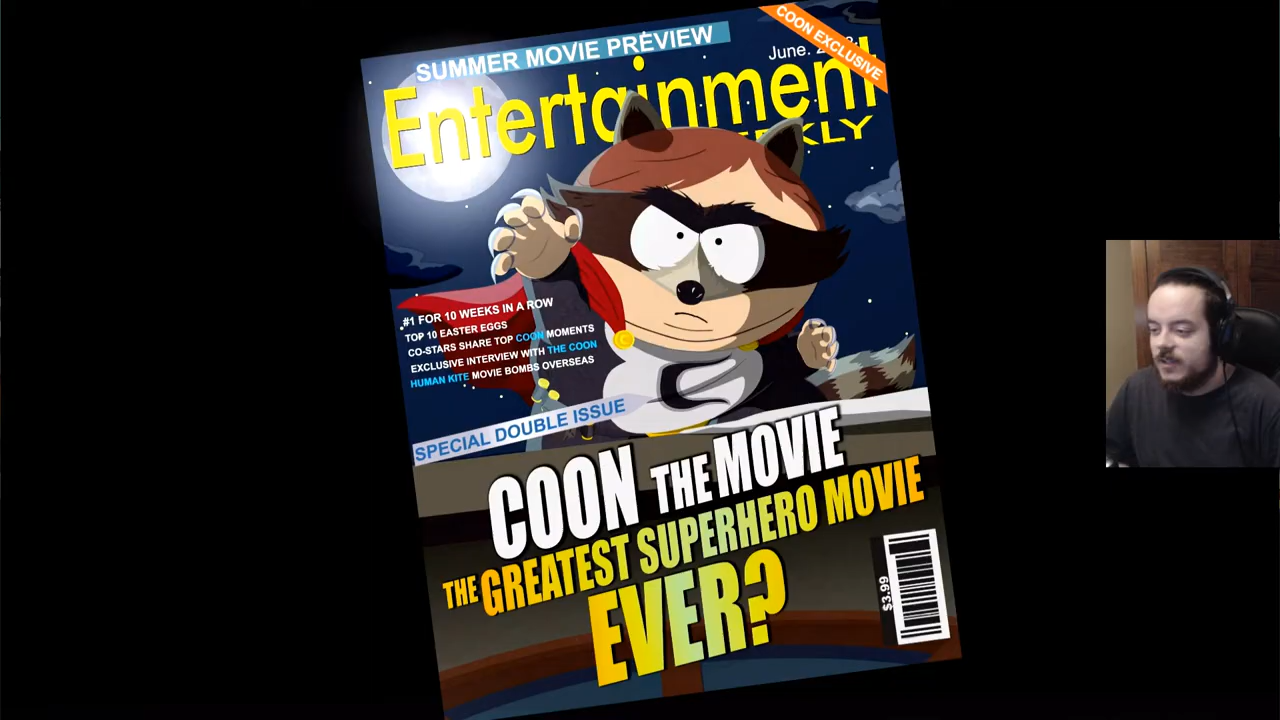 SUMMER MOVIE PREVIEW
COON EXCLUSIVE
June.
Entertainment
#1 FOR 10 WEEKS IN A ROW
TOP 10 EASTER EGGS
CO-STARS SHARE TOP COON MOMENTS
EXCLUSIVE INTERVIEW WITH THE COON
HUMAN KITE MOVIE BOMBS OVERSEAS
SPECIAL DOUBLE ISSUE
COON THE MOVIE
THE GREATEST SUPERHERO MOVIE
EVER?
$3.99